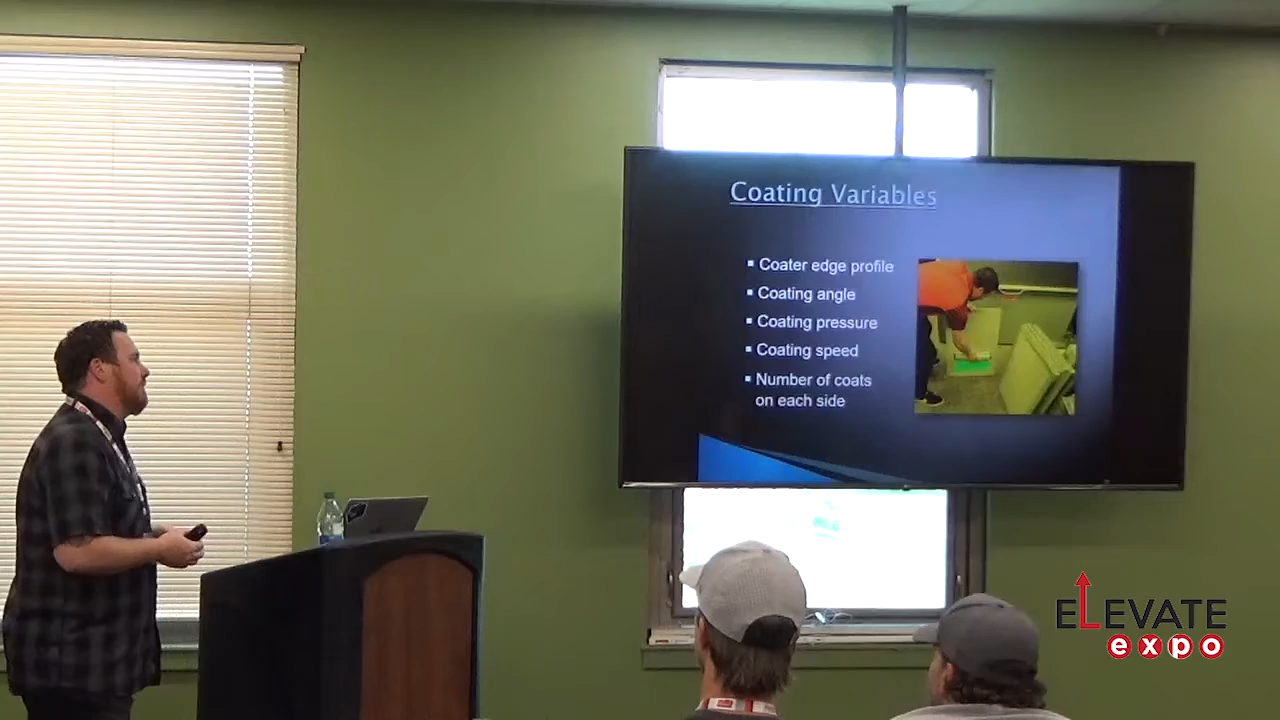 Coating Variables
▪ Coater edge profile
▪ Coating angle
▪ Coating pressure
▪ Coating speed
▪ Number of coats
on each side
ELEVATE
expo